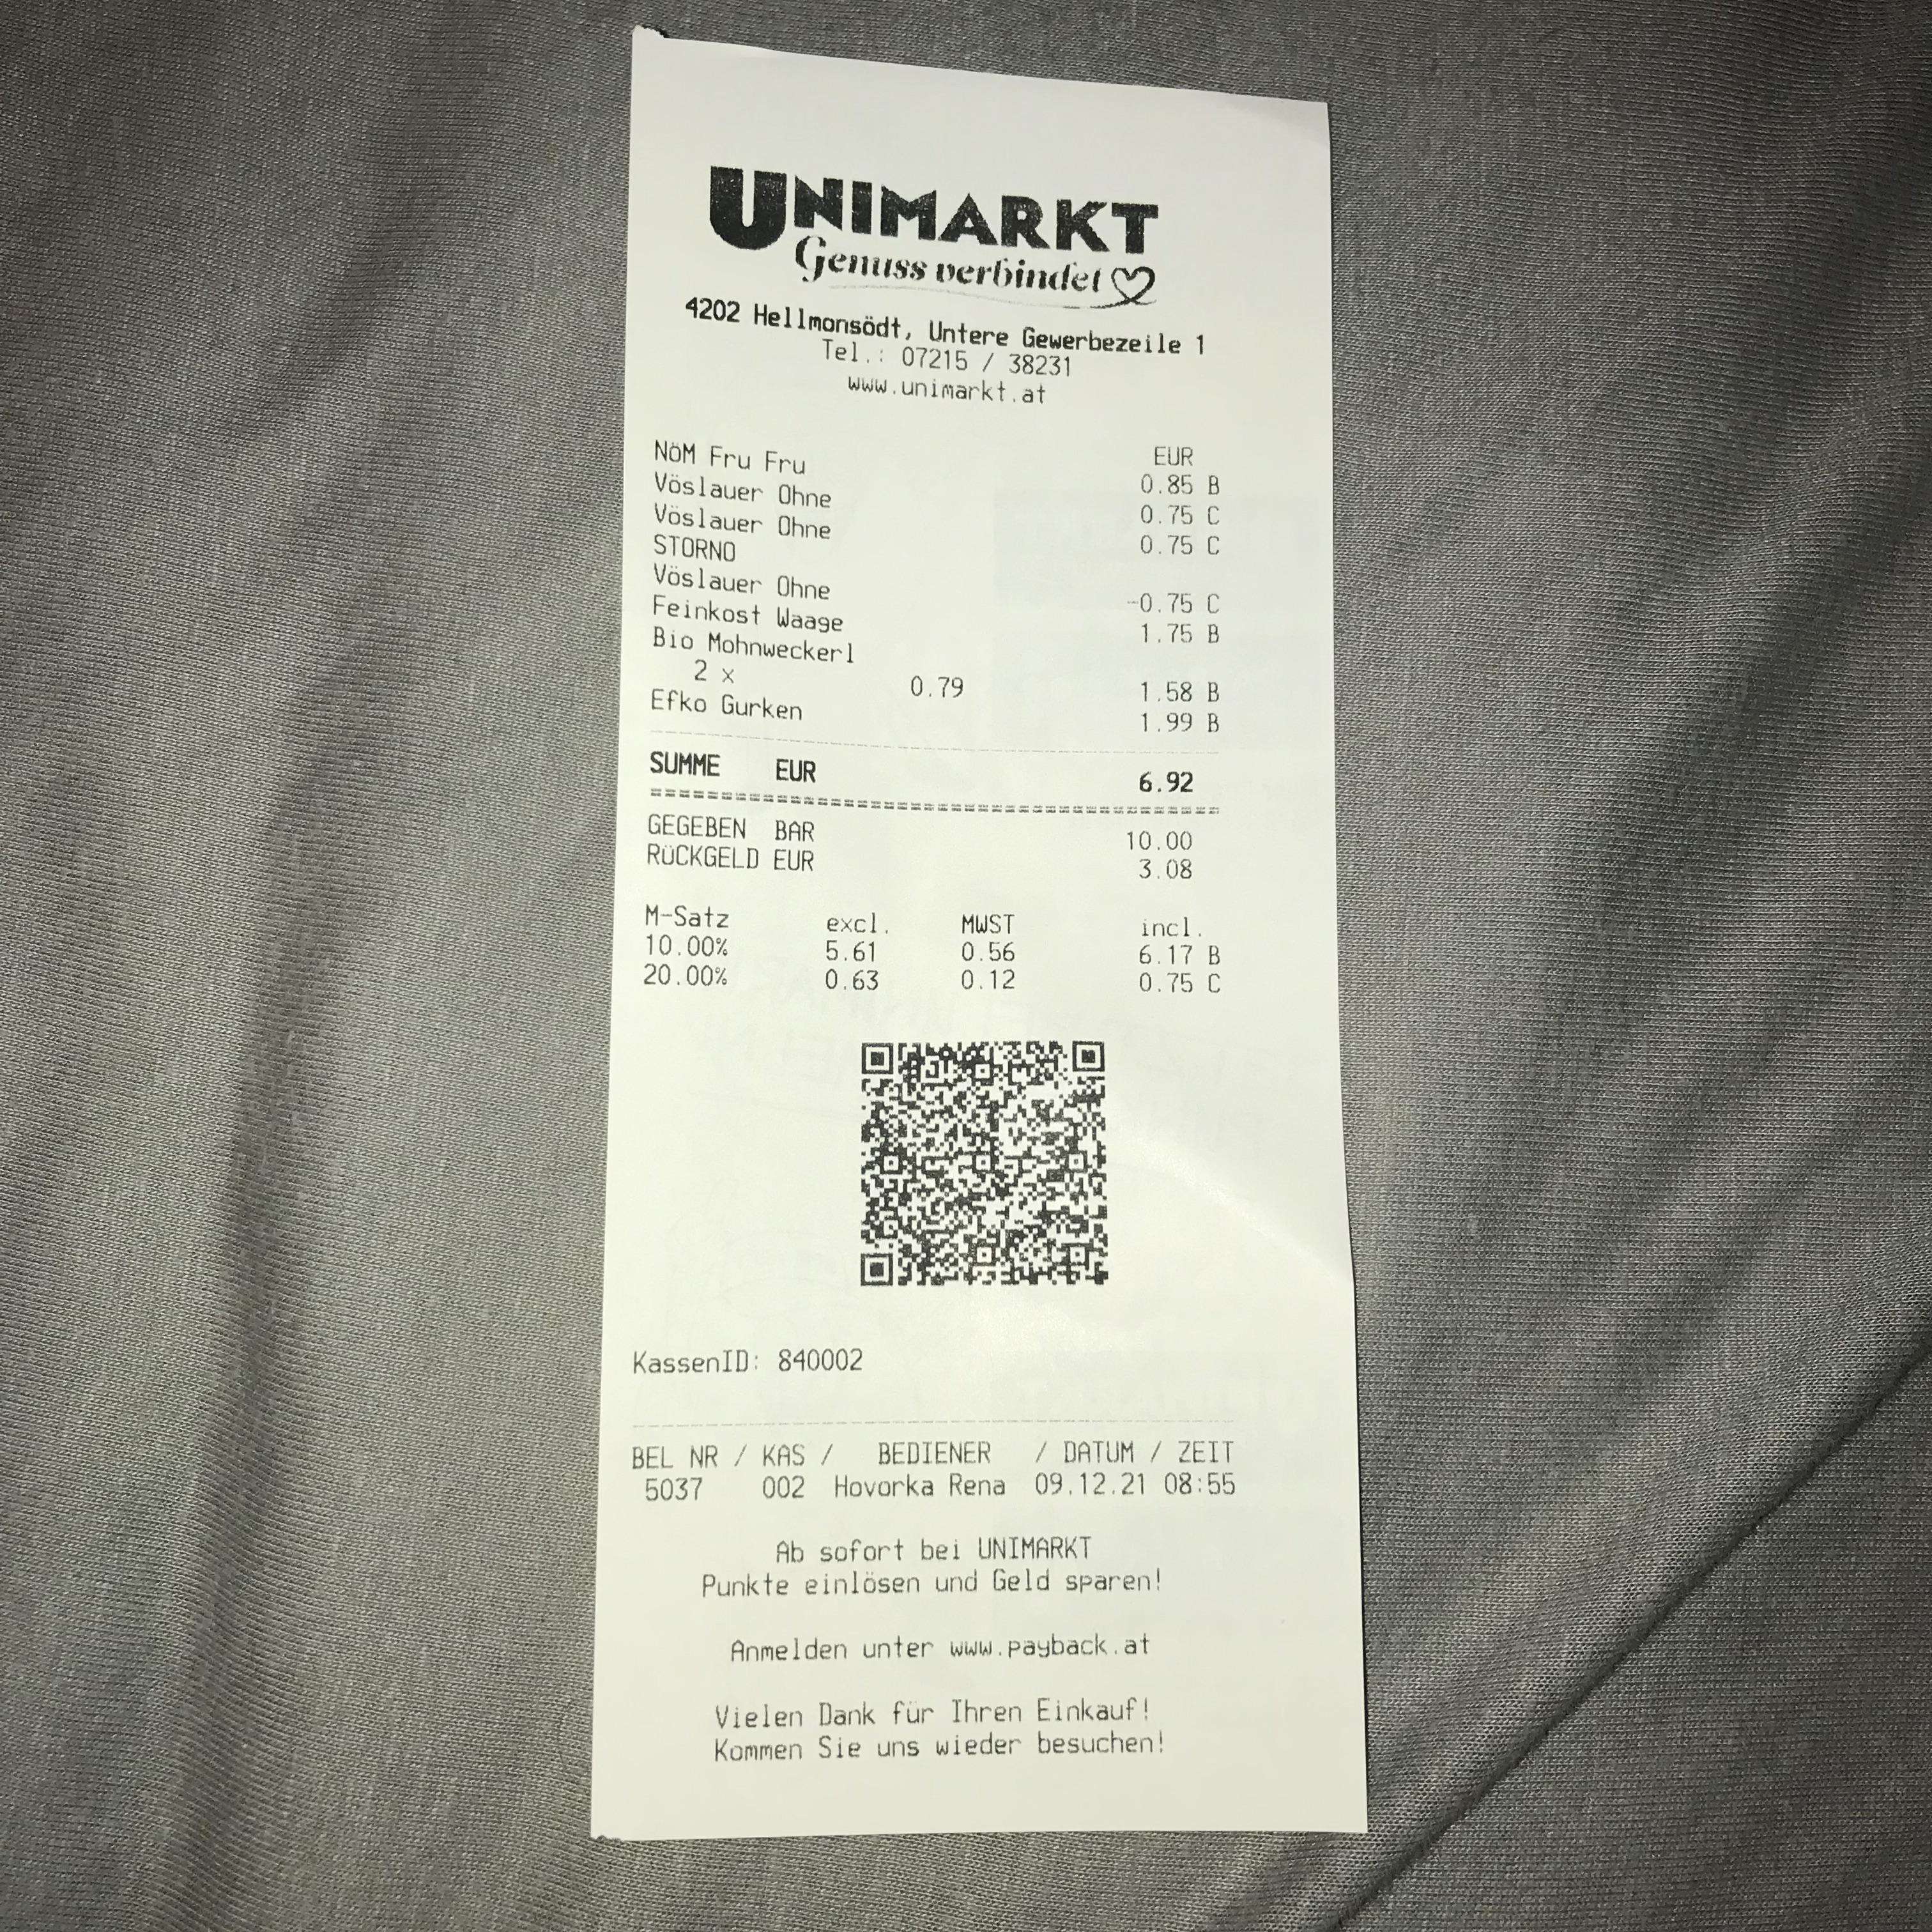 UNIMARKT
Genuss verbindet
4202 Hellmonsödt, Untere Gewerbezeile 1
Tel.: 07215 / 38231
www.unimarkt.at
EUR
NöM Fru Fru 0.85 B
Vöslauer Ohne 0.75 C
Vöslauer Ohne 0.75 C
STORNO
Vöslauer Ohne -0.75 C
Feinkost Waage 1.75 B
Bio Mohnweckerl
2 x 0.79 1.58 B
Efko Gurken 1.99 B
SUMME EUR 6.92
GEGEBEN BAR 10.00
RüCKGELD EUR 3.08
M-Satz excl. MWST incl.
10.00% 5.61 0.56 6.17 B
20.00% 0.63 0.12 0.75 C
KassenID: 840002
BEL NR / KAS / BEDIENER / DATUM / ZEIT
5037 002 Hovorka Rena 09.12.21 08:55
Ab sofort bei UNIMARKT
Punkte einlösen und Geld sparen!
Anmelden unter www.payback.at
Vielen Dank für Ihren Einkauf!
Kommen Sie uns wieder besuchen!